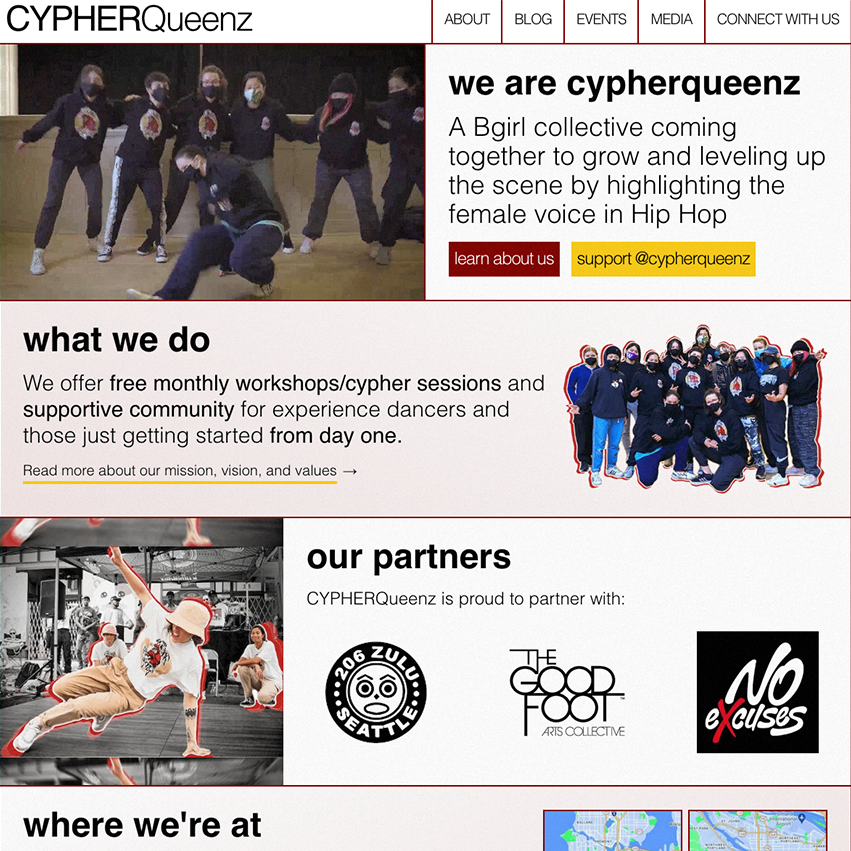 CYPHERQueenz
ABOUT
BLOG
EVENTS
MEDIA
CONNECT WITH US
we are cypherqueenz
A Bgirl collective coming
together to grow and leveling up
the scene by highlighting the
female voice in Hip Hop
learn about us
support @cypherqueenz
what we do
We offer free monthly workshops/cypher sessions and
supportive community for experience dancers and
those just getting started from day one.
Read more about our mission, vision, and values →
our partners
CYPHERQueenz is proud to partner with:
206 ZULU
SEATTLE
THE
GOOD
FOOT
ARTS COLLECTIVE
NO
exCuses
where we're at